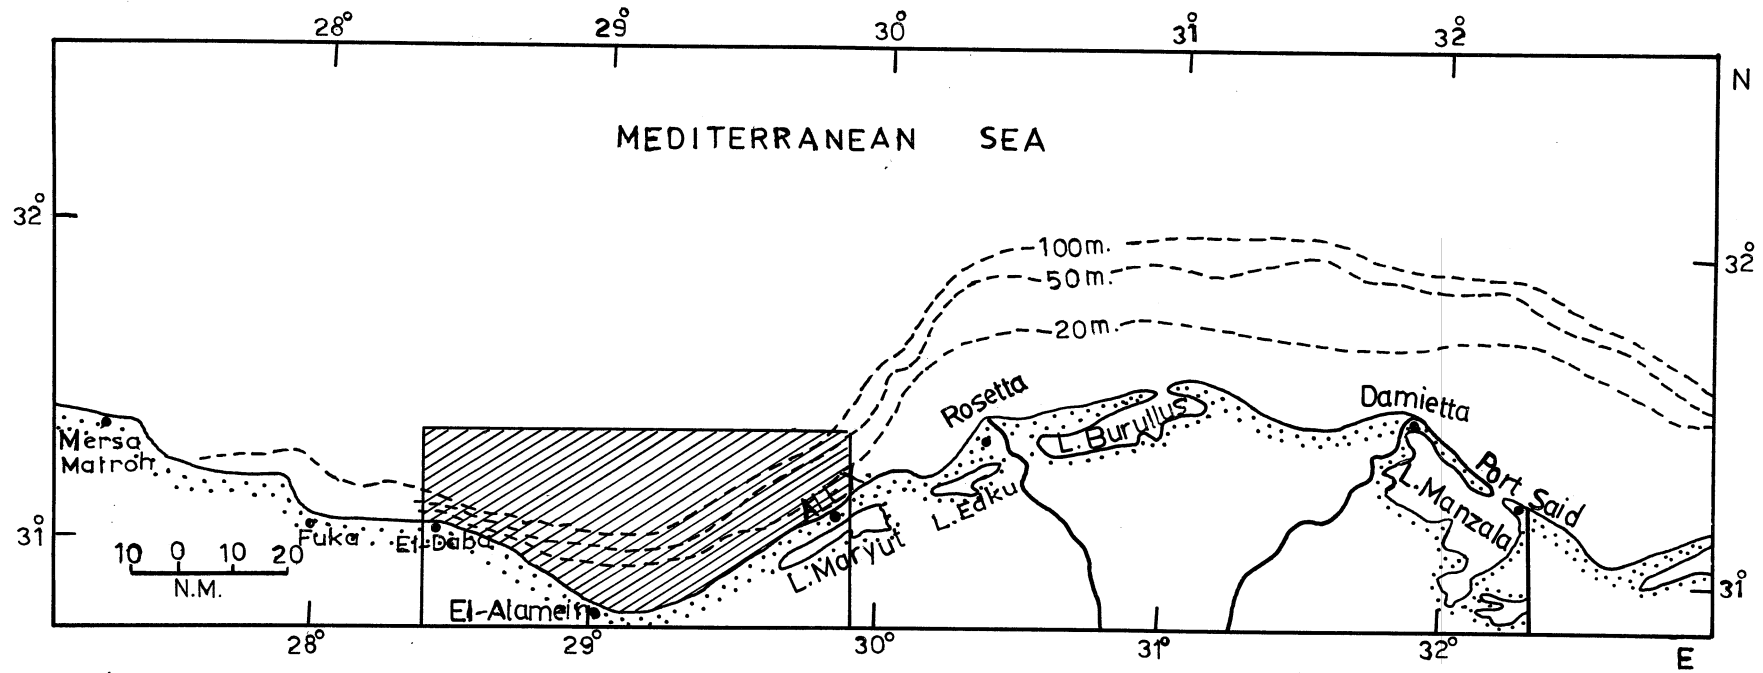 28° 29° 30° 31° 32°
N
MEDITERRANEAN SEA
32°
-100m.
32°
-50m.
-20m.
Rosetta
Damietta
Mersa
Matroh
L. Burullus
Port Said
L. Manzala
ALE
L. Edku
31°
Fuka
El-Daba
10 0 10 20
N.M.
L. Maryut
31°
El-Alamein
28° 29° 30° 31° 32°
E